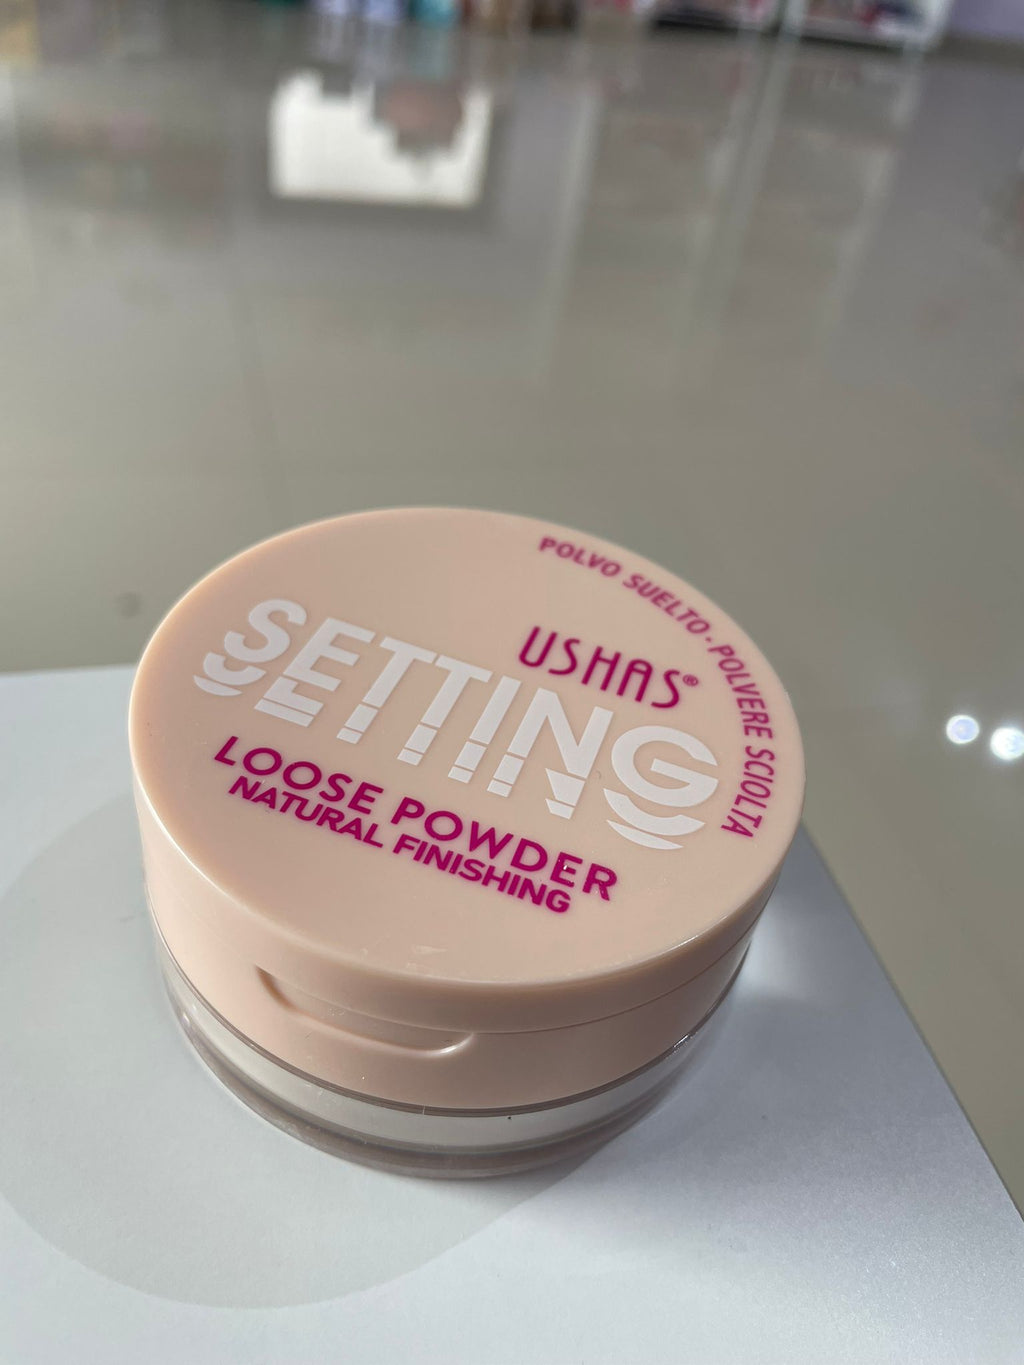 POLVO SUELTO • POLVERE SCIOLTA
USHAS®
SETTING
LOOSE POWDER
NATURAL FINISHING